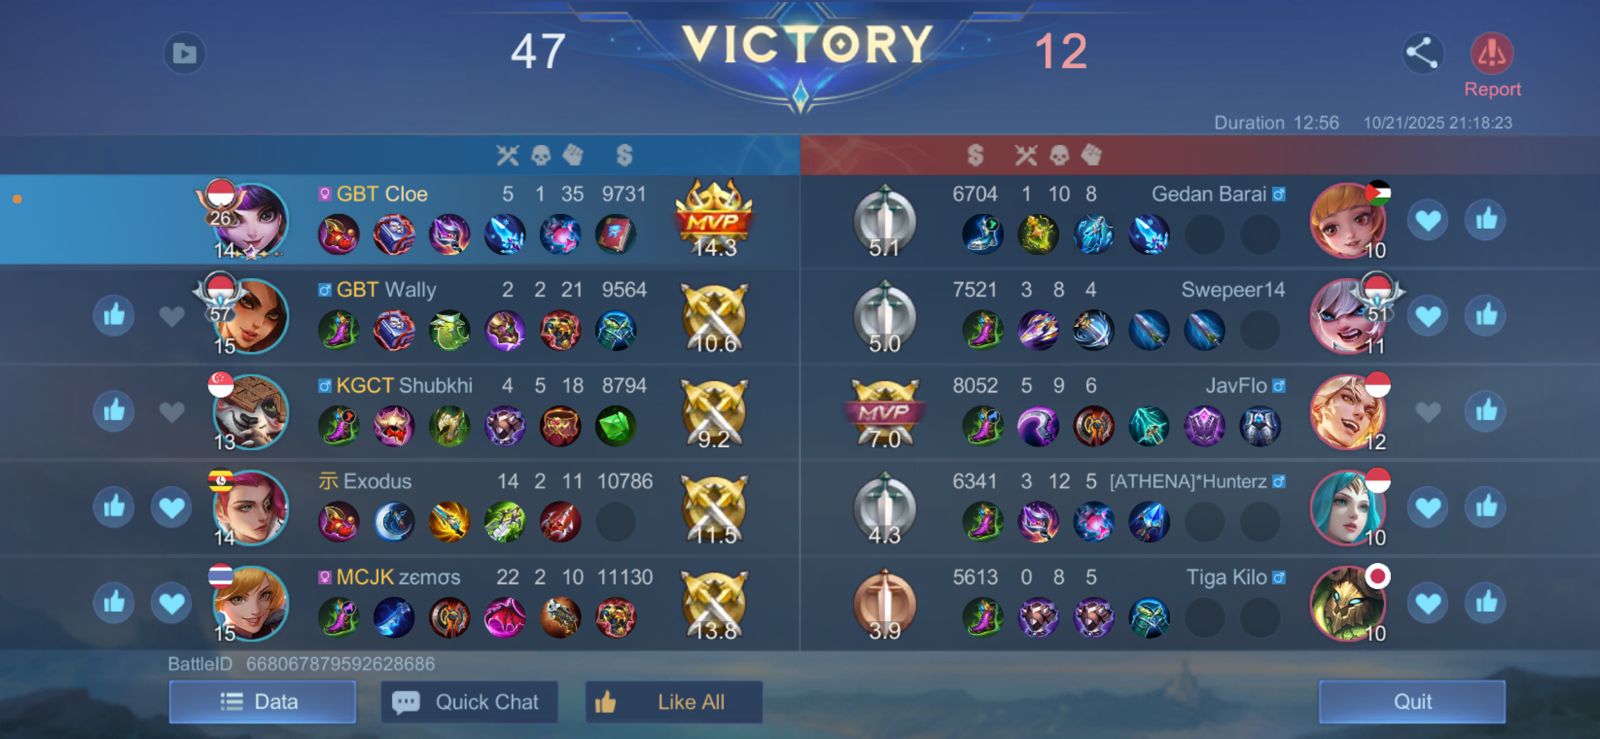 47 VICTORY 12
Report
Duration 12:56 10/21/2025 21:18:23
26 14 GBT Cloe 5 1 35 9731 MVP 14.3
5.1 6704 1 10 8 Gedan Barai 10
57 15 GBT Wally 2 2 21 9564 10.6
5.0 7521 3 8 4 Swepeer14 51 11
13 KGCT Shubkhi 4 5 18 8794 9.2
MVP 7.0 8052 5 9 6 JavFlo 12
14 示 Exodus 14 2 11 10786 11.5
4.3 6341 3 12 5 [ATHENA]*Hunterz 10
15 MCJK zєmσs 22 2 10 11130 13.8
3.9 5613 0 8 5 Tiga Kilo 10
BattleID 668067879592628686
Data Quick Chat Like All Quit